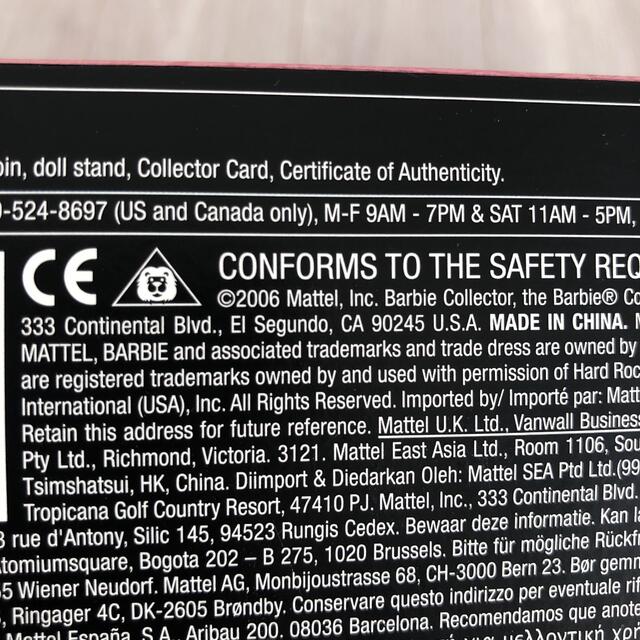 pin, doll stand, Collector Card, Certificate of Authenticity.
0-524-8697 (US and Canada only), M-F 9AM - 7PM & SAT 11AM - 5PM,
CE
CONFORMS TO THE SAFETY REQ
©2006 Mattel, Inc. Barbie Collector, the Barbie® Co
333 Continental Blvd., El Segundo, CA 90245 U.S.A. MADE IN CHINA.
MATTEL, BARBIE and associated trademarks and trade dress are owned by
are registered trademarks owned by and used with permission of Hard Roc
International (USA), Inc. All Rights Reserved. Imported by/ Importé par: Matt
Retain this address for future reference. Mattel U.K. Ltd., Vanwall Business
Pty Ltd., Richmond, Victoria. 3121. Mattel East Asia Ltd., Room 1106, Sou
Tsimshatsui, HK, China. Diimport & Diedarkan Oleh: Mattel SEA Ptd Ltd.(99
Tropicana Golf Country Resort, 47410 PJ. Mattel, Inc., 333 Continental Blvd.
3 rue d'Antony, Silic 145, 94523 Rungis Cedex. Bewaar deze informatie. Kan la
Atomiumsquare, Bogota 202 – B 275, 1020 Brussels. Bitte für mögliche Rückfr
55 Wiener Neudorf. Mattel AG, Monbijoustrasse 68, CH-3000 Bern 23. Bør gem
, Ringager 4C, DK-2605 Brøndby. Conservare questo indirizzo per eventuale rif
Mattel España, S.A., Aribau 200. 08036 Barcelona. Recomendamos que anote